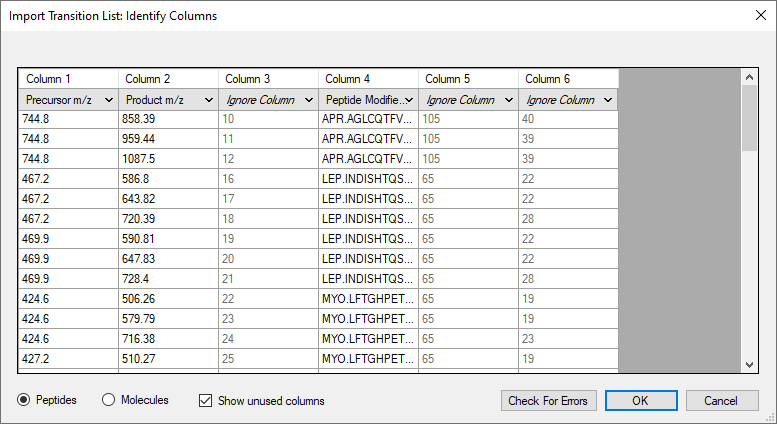 Import Transition List: Identify Columns
Column 1 Column 2 Column 3 Column 4 Column 5 Column 6
Precursor m/z Product m/z Ignore Column Peptide Modifie... Ignore Column Ignore Column
744.8 858.39 10 APR.AGLCQTFV... 105 40
744.8 959.44 11 APR.AGLCQTFV... 105 39
744.8 1087.5 12 APR.AGLCQTFV... 105 39
467.2 586.8 16 LEP.INDISHTQS... 65 22
467.2 643.82 17 LEP.INDISHTQS... 65 22
467.2 720.39 18 LEP.INDISHTQS... 65 28
469.9 590.81 19 LEP.INDISHTQS... 65 22
469.9 647.83 20 LEP.INDISHTQS... 65 22
469.9 728.4 21 LEP.INDISHTQS... 65 28
424.6 506.26 22 MYO.LFTGHPET... 65 19
424.6 579.79 23 MYO.LFTGHPET... 65 19
424.6 716.38 24 MYO.LFTGHPET... 65 23
427.2 510.27 25 MYO.LFTGHPET... 65 19
Peptides Molecules Show unused columns Check For Errors OK Cancel